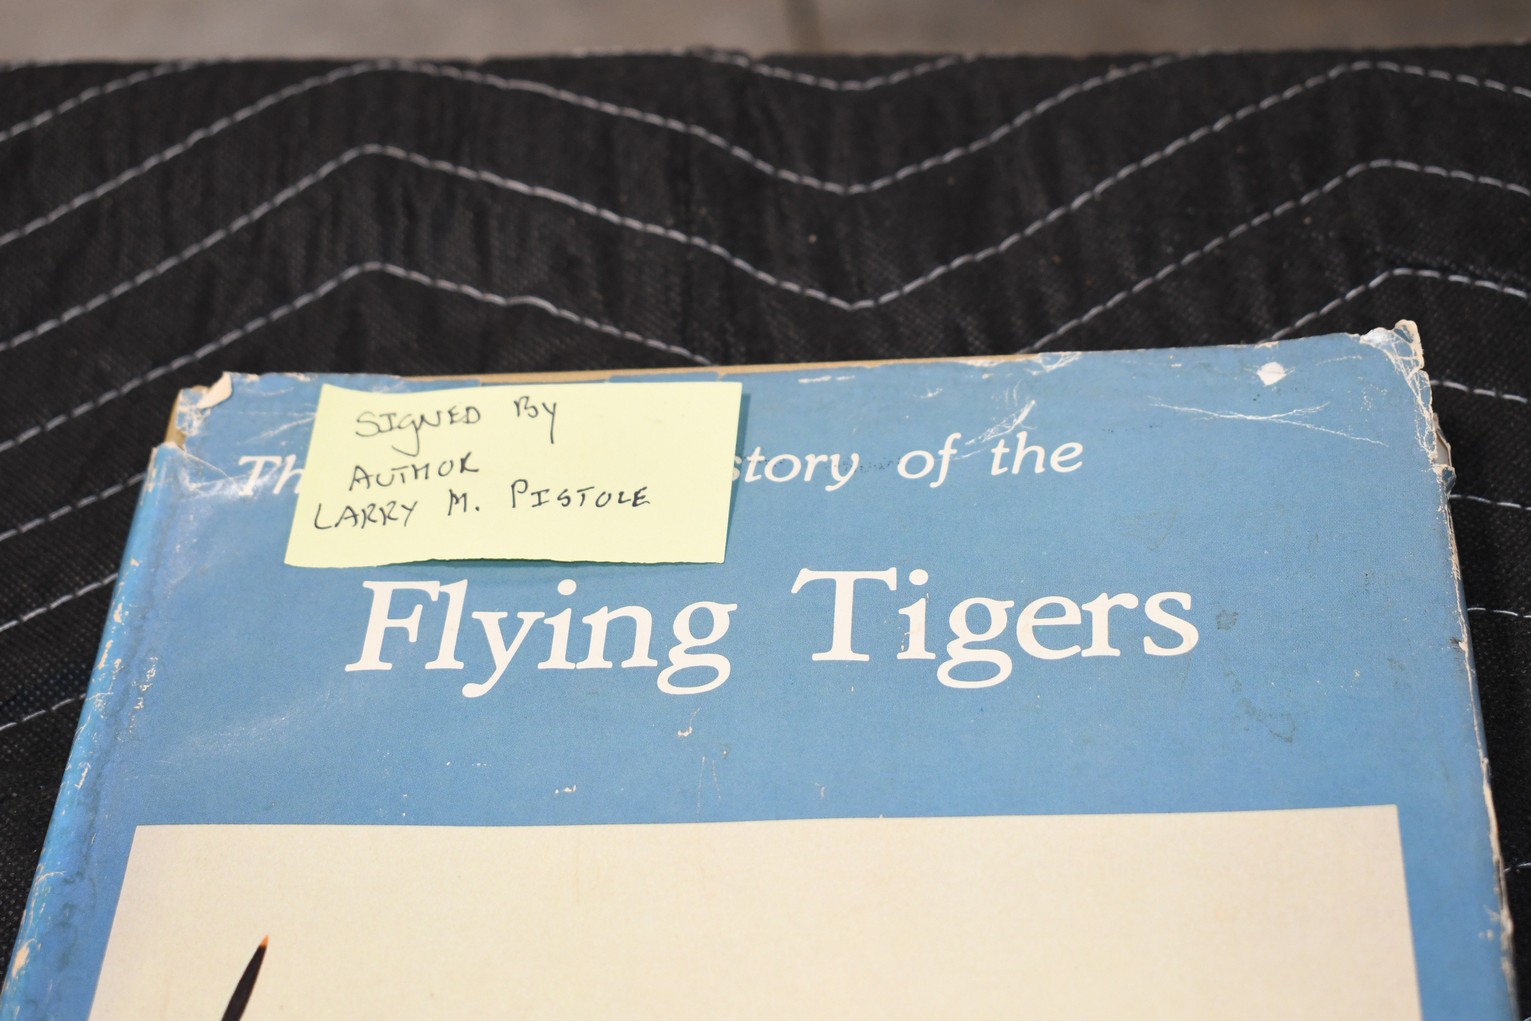 SIGNED By
AUTHOR
LARRY M. PISTOLE
Th story of the
Flying Tigers